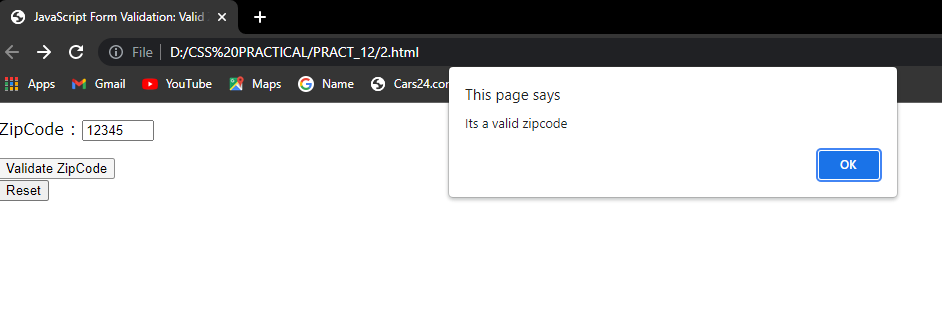 JavaScript Form Validation: Valid
File D:/CSS%20PRACTICAL/PRACT_12/2.html
Apps Gmail YouTube Maps Name Cars24.com
This page says
Its a valid zipcode
OK
ZipCode : 12345
Validate ZipCode
Reset